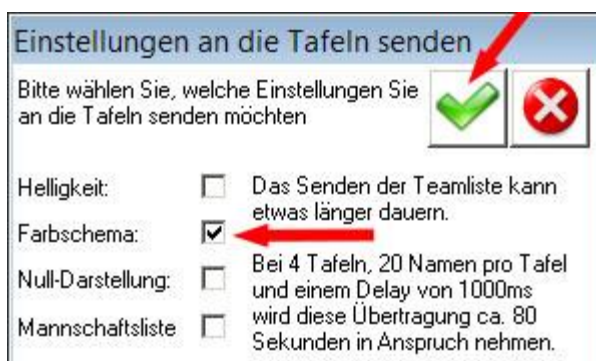 Einstellungen an die Tafeln senden
Bitte wählen Sie, welche Einstellungen Sie
an die Tafeln senden möchten
Helligkeit:
Das Senden der Teamliste kann
etwas länger dauern.
Farbschema:
Bei 4 Tafeln, 20 Namen pro Tafel
Null-Darstellung:
und einem Delay von 1000ms
wird diese Übertragung ca. 80
Mannschaftsliste
Sekunden in Anspruch nehmen.